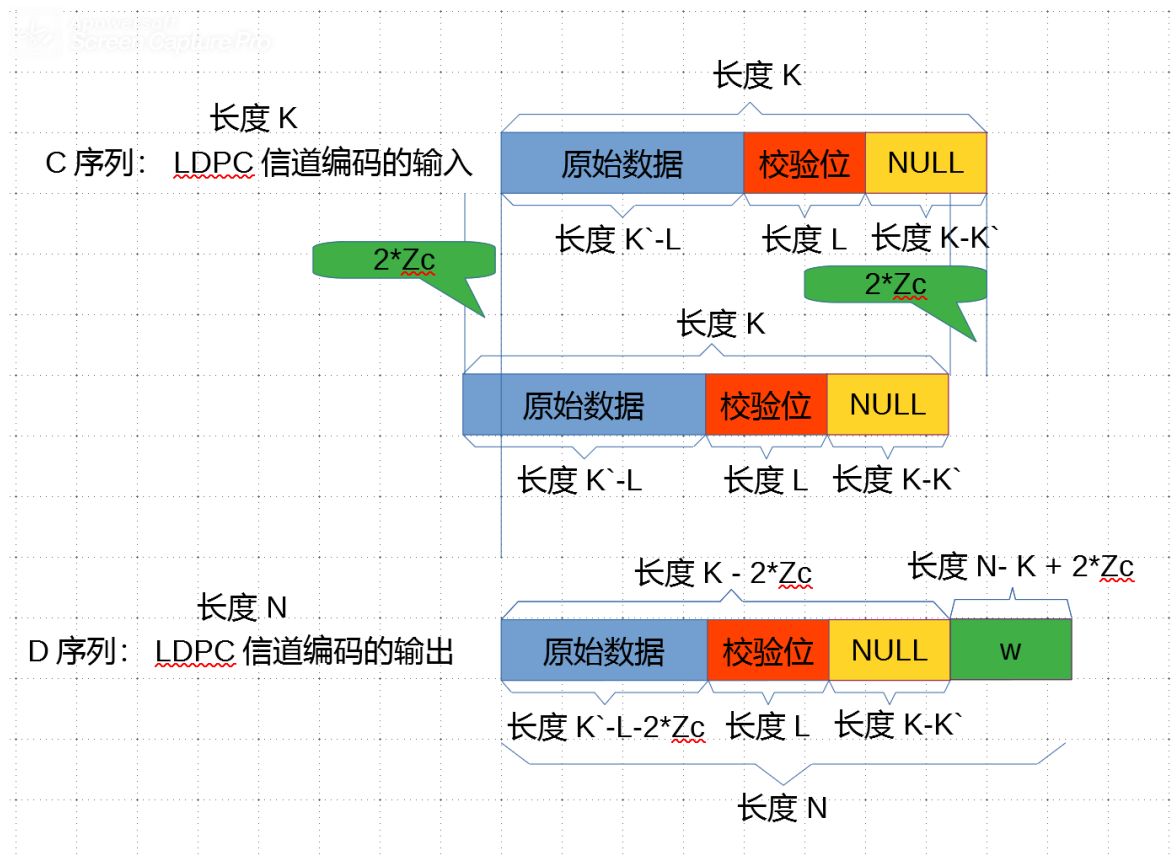 Apowersoft
Screen Capture Pro
长度 K
长度 K
C 序列： LDPC 信道编码的输入
原始数据 校验位 NULL
长度 K`-L 长度 L 长度 K-K`
2*Zc
2*Zc
长度 K
原始数据 校验位 NULL
长度 K`-L 长度 L 长度 K-K`
长度 K - 2*Zc 长度 N- K + 2*Zc
长度 N
D 序列： LDPC 信道编码的输出
原始数据 校验位 NULL w
长度 K`-L-2*Zc 长度 L 长度 K-K`
长度 N